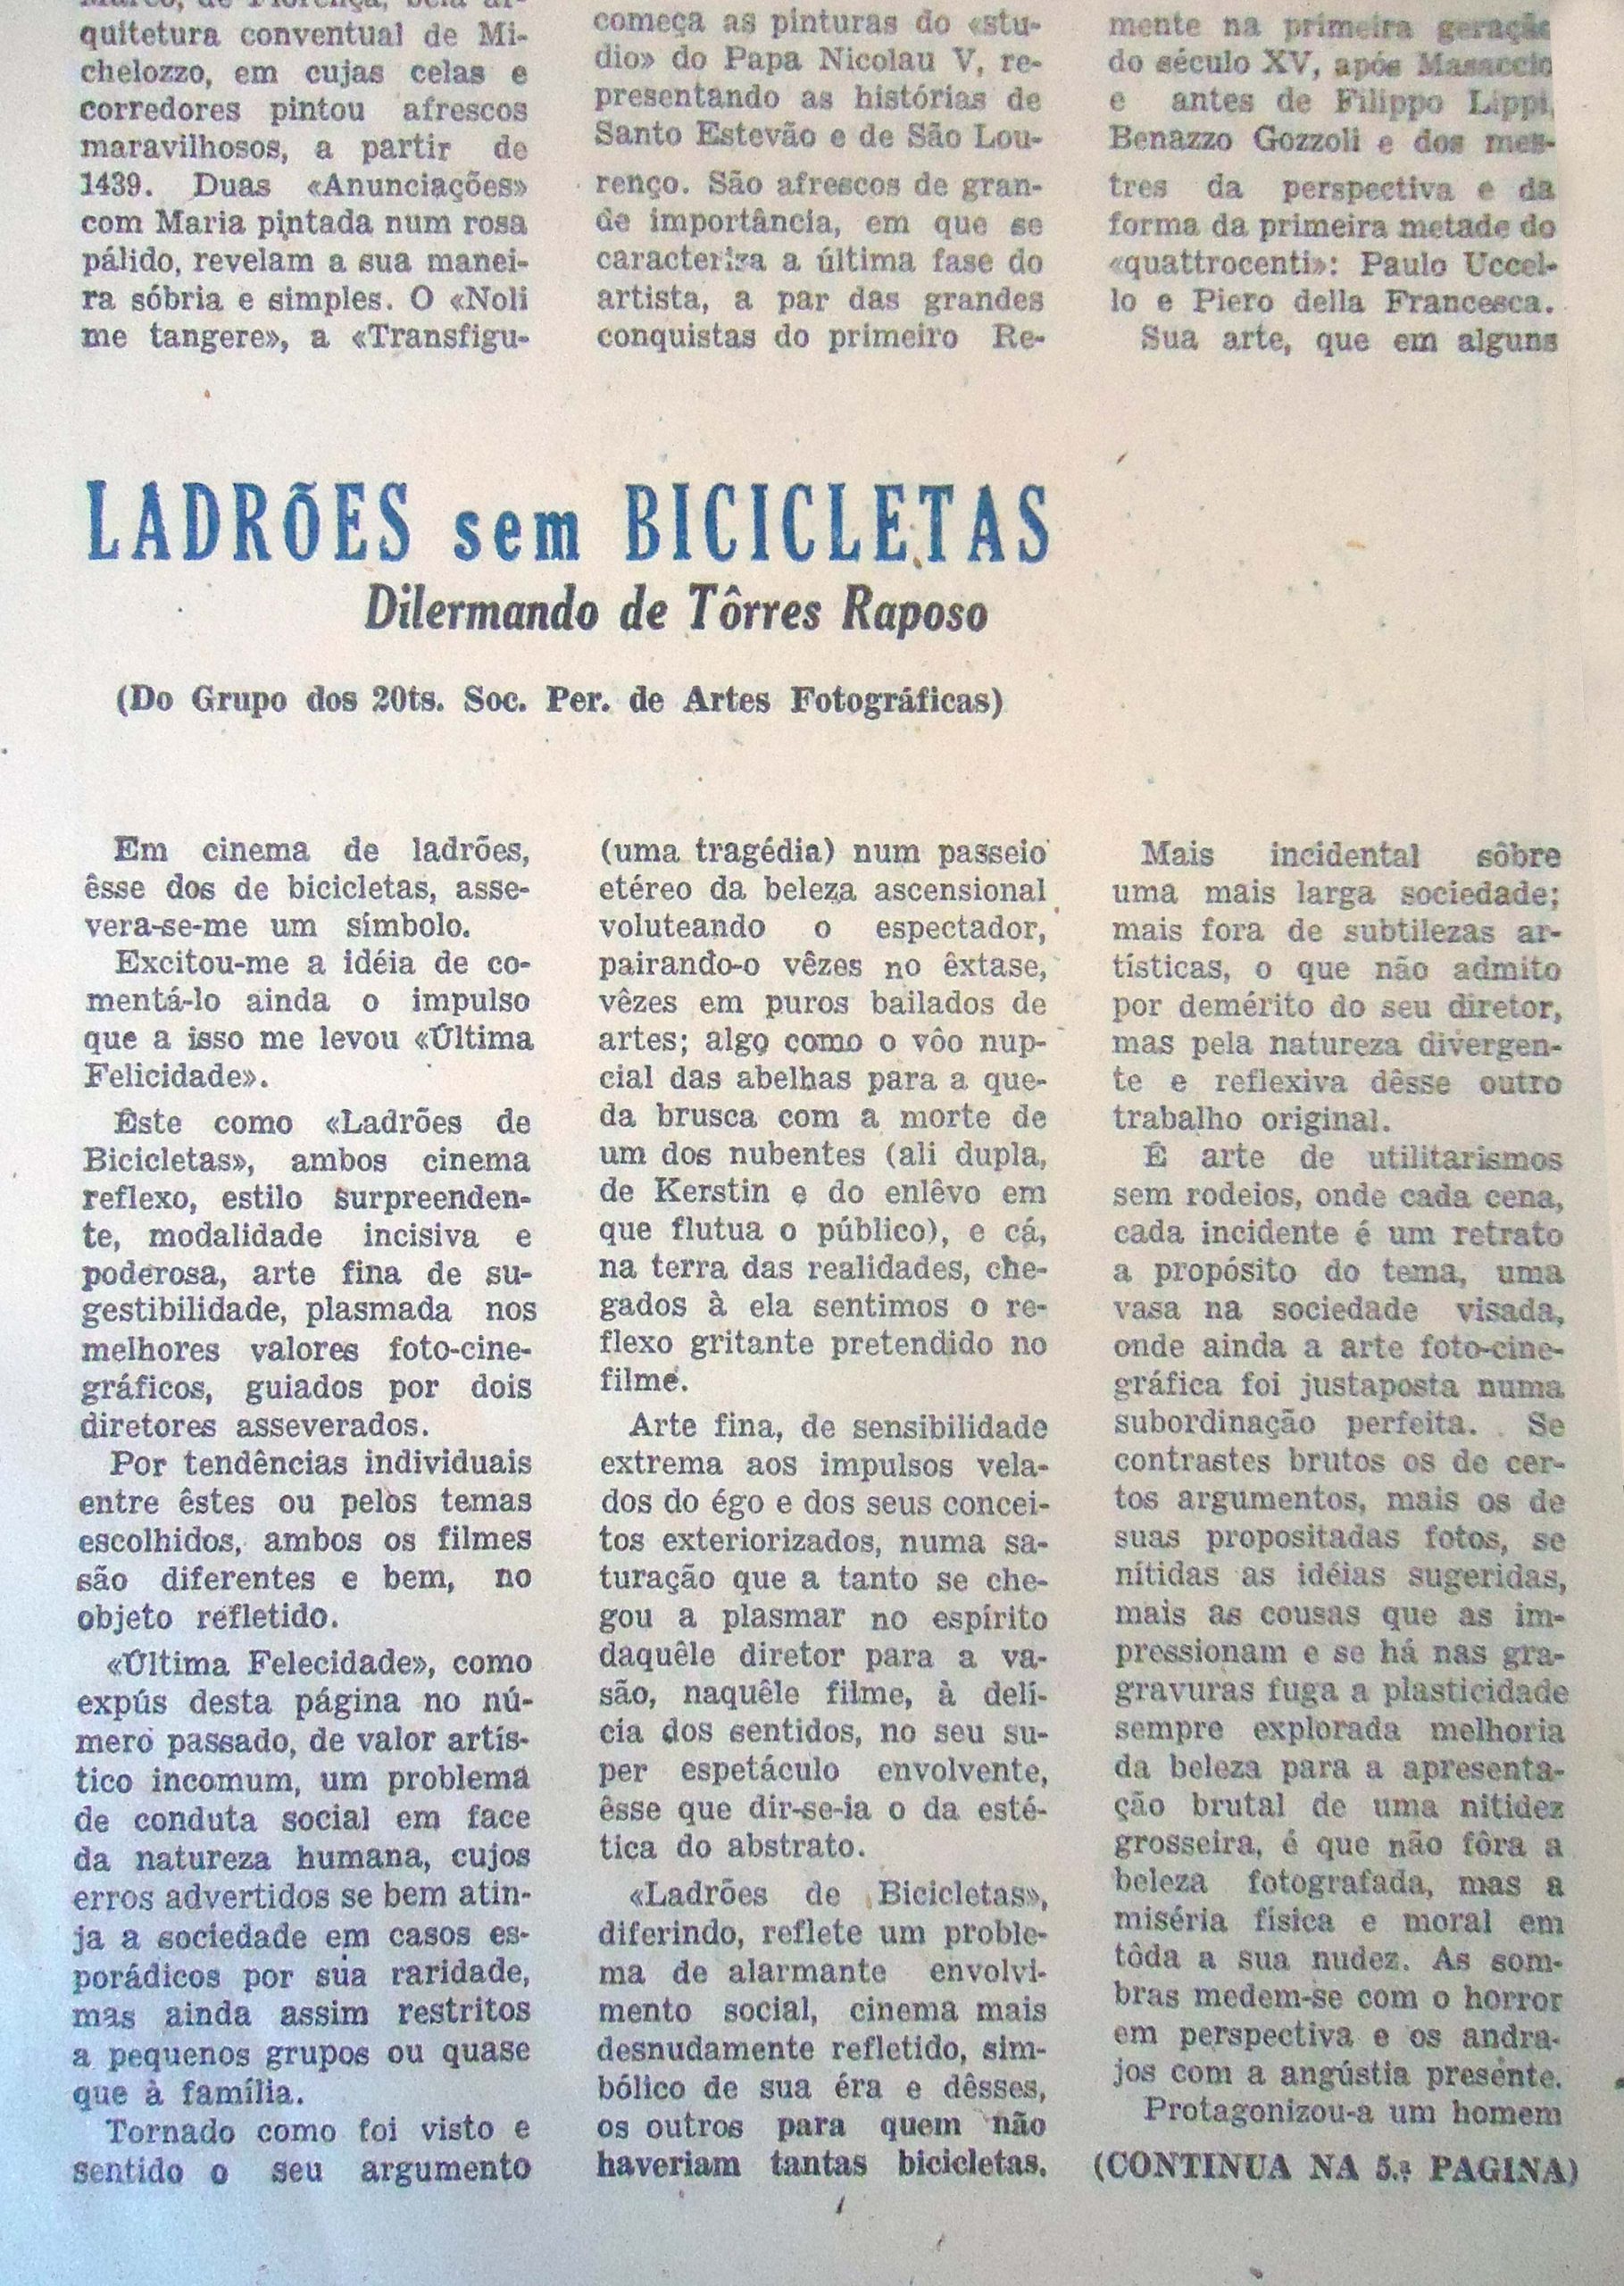 quitetura conventual de Mi-
chelozzo, em cujas celas e
corredores pintou afrescos
maravilhosos, a partir de
1439. Duas «Anunciações»
com Maria pintada num rosa
pálido, revelam a sua manei-
ra sóbria e simples. O «Noli
me tangere», a «Transfigu-
começa as pinturas do «stu-
dio» do Papa Nicolau V, re-
presentando as histórias de
Santo Estevão e de São Lou-
renço. São afrescos de gran-
de importância, em que se
caracteriza a última fase do
artista, a par das grandes
conquistas do primeiro Re-
mente na primeira geração
do século XV, após Masaccio
e antes de Filippo Lippi,
Benazzo Gozzoli e dos mes-
tres da perspectiva e da
forma da primeira metade do
«quattrocenti»: Paulo Uccel-
lo e Piero della Francesca.
Sua arte, que em alguns
LADRÕES sem BICICLETAS
Dilermando de Tôrres Raposo
(Do Grupo dos 20ts. Soc. Per. de Artes Fotográficas)
Em cinema de ladrões,
êsse dos de bicicletas, asse-
vera-se-me um símbolo.
Excitou-me a idéia de co-
mentá-lo ainda o impulso
que a isso me levou «Última
Felicidade».
Êste como «Ladrões de
Bicicletas», ambos cinema
reflexo, estilo surpreenden-
te, modalidade incisiva e
poderosa, arte fina de su-
gestibilidade, plasmada nos
melhores valores foto-cine-
gráficos, guiados por dois
diretores asseverados.
Por tendências individuais
entre êstes ou pelos temas
escolhidos, ambos os filmes
são diferentes e bem, no
objeto refletido.
«Última Felecidade», como
expús desta página no nú-
mero passado, de valor artís-
tico incomum, um problema
de conduta social em face
da natureza humana, cujos
erros advertidos se bem atin-
ja a sociedade em casos es-
porádicos por sua raridade,
mas ainda assim restritos
a pequenos grupos ou quase
que à família.
Tornado como foi visto e
sentido o seu argumento
(uma tragédia) num passeio
etéreo da beleza ascensional
voluteando o espectador,
pairando-o vêzes no êxtase,
vêzes em puros bailados de
artes; algo como o vôo nup-
cial das abelhas para a que-
da brusca com a morte de
um dos nubentes (ali dupla,
de Kerstin e do enlêvo em
que flutua o público), e cá,
na terra das realidades, che-
gados à ela sentimos o re-
flexo gritante pretendido no
filme.
Arte fina, de sensibilidade
extrema aos impulsos vela-
dos do égo e dos seus concei-
tos exteriorizados, numa sa-
turação que a tanto se che-
gou a plasmar no espírito
daquêle diretor para a va-
são, naquêle filme, à delí-
cia dos sentidos, no seu su-
per espetáculo envolvente,
êsse que dir-se-ia o da esté-
tica do abstrato.
«Ladrões de Bicicletas»,
diferindo, reflete um proble-
ma de alarmante envolvi-
mento social, cinema mais
desnudamente refletido, sim-
bólico de sua éra e dêsses,
os outros para quem não
haveriam tantas bicicletas.
Mais incidental sôbre
uma mais larga sociedade;
mais fora de subtilezas ar-
tísticas, o que não admito
por demérito do seu diretor,
mas pela natureza divergen-
te e reflexiva dêsse outro
trabalho original.
É arte de utilitarismos
sem rodeios, onde cada cena,
cada incidente é um retrato
a propósito do tema, uma
vasa na sociedade visada,
onde ainda a arte foto-cine-
gráfica foi justaposta numa
subordinação perfeita. Se
contrastes brutos os de cer-
tos argumentos, mais os de
suas propositadas fotos, se
nítidas as idéias sugeridas,
mais as cousas que as im-
pressionam e se há nas gra-
gravuras fuga a plasticidade
sempre explorada melhoria
da beleza para a apresenta-
ção brutal de uma nitidez
grosseira, é que não fôra a
beleza fotografada, mas a
miséria física e moral em
tôda a sua nudez. As som-
bras medem-se com o horror
em perspectiva e os andra-
jos com a angústia presente.
Protagonizou-a um homem
(CONTINUA NA 5.ª PAGINA)